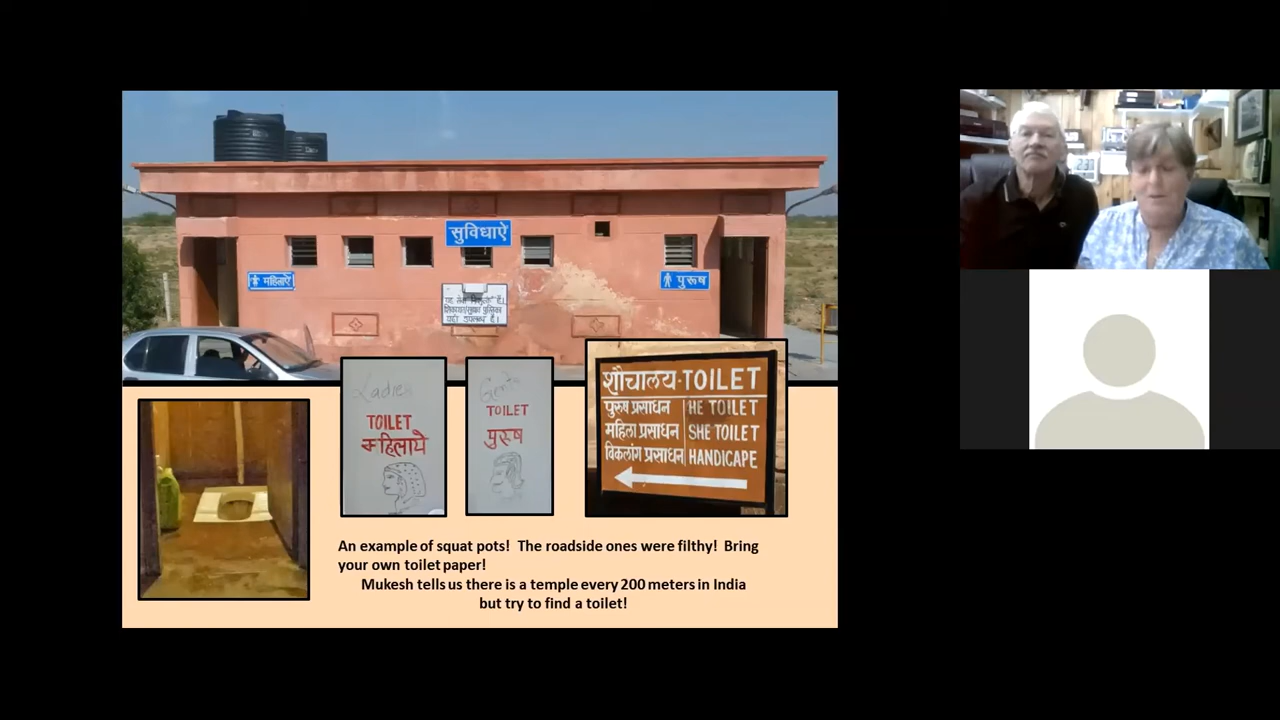 सुविधाऐं
महिलाऐं
पुरूष
Ladies
TOILET
महिलाये
Gents
TOILET
पुरुष
शौचालय-TOILET
पुरुष प्रसाधन HE TOILET
महिला प्रसाधन SHE TOILET
विकलांग प्रसाधन HANDICAPE
An example of squat pots! The roadside ones were filthy! Bring
your own toilet paper!
Mukesh tells us there is a temple every 200 meters in India
but try to find a toilet!